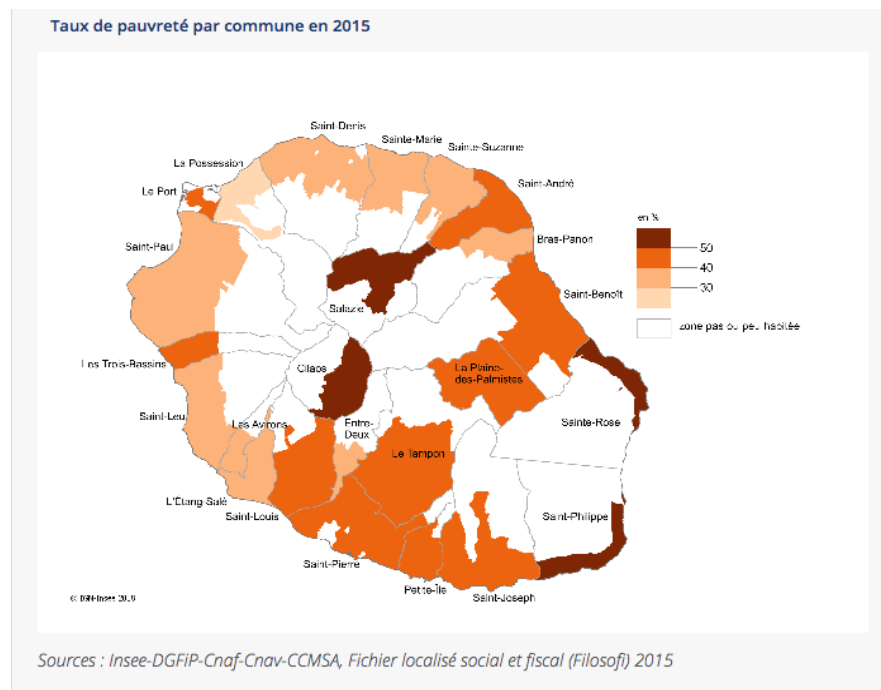 Taux de pauvreté par commune en 2015
Saint-Denis
Sainte-Marie
Sainte-Suzanne
La Possession
Saint-André
Le Port
en %
Bras-Panon
Saint-Paul
50
40
30
Saint-Benoît
Salazie
zone pas ou peu habitée
Les Trois-Bassins
Cilaos
La Plaine-
des-Palmistes
Saint-Leu
Les Avirons
Entre-
Deux
Sainte-Rose
Le Tampon
L'Étang-Salé
Saint-Louis
Saint-Philippe
Saint-Pierre
Petite-Île
Saint-Joseph
Sources : Insee-DGFiP-Cnaf-Cnav-CCMSA, Fichier localisé social et fiscal (Filosofi) 2015